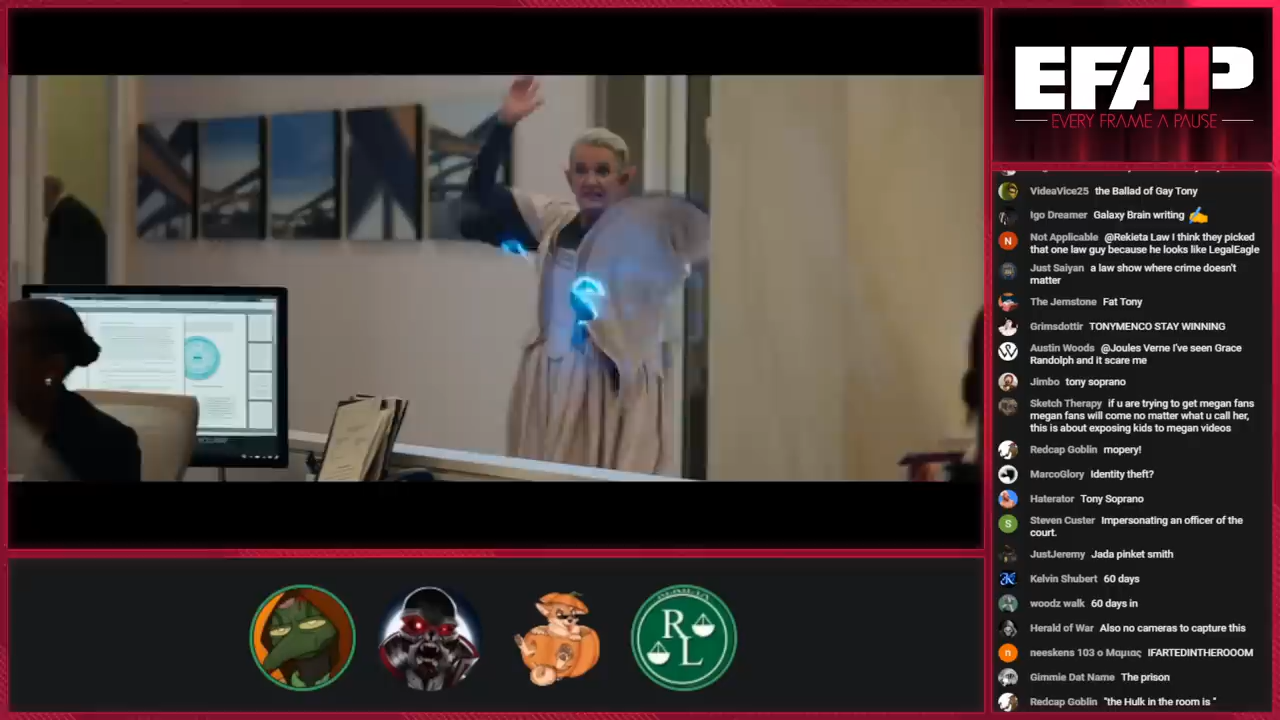 EFAP
EVERY FRAME A PAUSE
VideaVice25 the Ballad of Gay Tony
Igo Dreamer Galaxy Brain writing ✍
N
Not Applicable @Rekieta Law I think they picked
that one law guy because he looks like LegalEagle
Just Saiyan a law show where crime doesn't
matter
The Jemstone Fat Tony
Grimsdottir TONYMENCO STAY WINNING
Austin Woods @Joules Verne I've seen Grace
Randolph and it scare me
Jimbo tony soprano
Sketch Therapy if u are trying to get megan fans
megan fans will come no matter what u call her,
this is about exposing kids to megan videos
Redcap Goblin mopery!
MarcoGlory Identity theft?
Haterator Tony Soprano
S
Steven Custer Impersonating an officer of the
court.
JustJeremy Jada pinket smith
Kelvin Shubert 60 days
woodz walk 60 days in
Herald of War Also no cameras to capture this
n
neeskens 103 ο Μαμιας IFARTEDINTHEROOOM
Gimmie Dat Name The prison
Redcap Goblin "the Hulk in the room is "
R
L